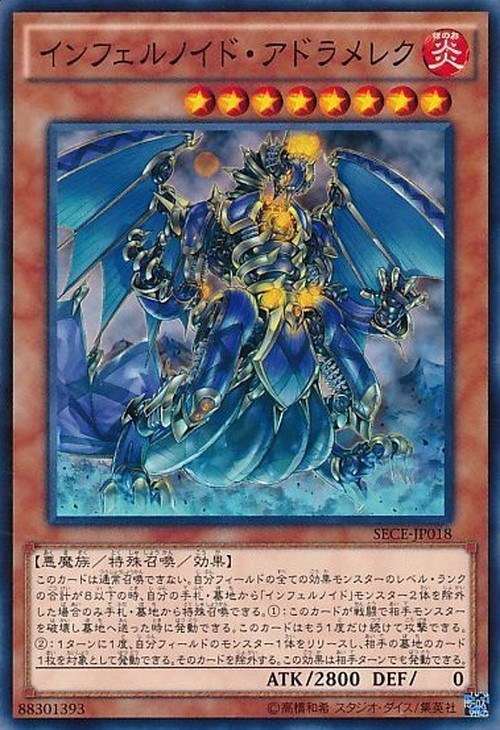 インフェルノイド・アドラメレク
炎
SECE-JP018
【悪魔族／特殊召喚／効果】
このカードは通常召喚できない。自分フィールドの全ての効果モンスターのレベル・ランク
の合計が８以下の時、自分の手札・墓地から「インフェルノイド」モンスター２体を除外
した場合のみ手札・墓地から特殊召喚できる。①：このカードが戦闘で相手モンスター
を破壊し墓地へ送った時に発動できる。このカードはもう１度だけ続けて攻撃できる。
②：１ターンに１度、自分フィールドのモンスター１体をリリースし、相手の墓地のカード
１枚を対象として発動できる。そのカードを除外する。この効果は相手ターンでも発動できる。
ATK/2800 DEF/ 0
88301393
©高橋和希 スタジオ・ダイス/集英社